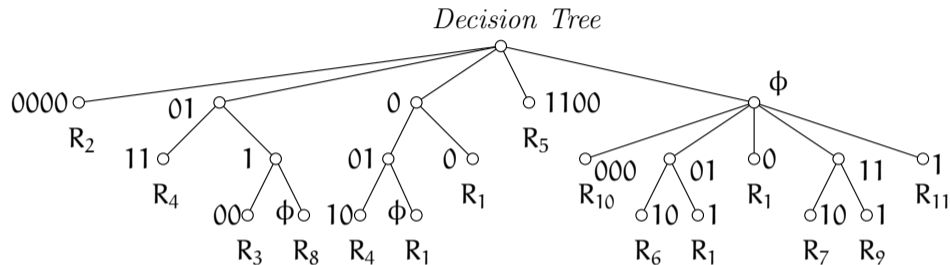 Decision Tree
ϕ
0000 01 0 1100
R2 R5
11 1 01 0 000 01 0 11 1
R4 R1 R10 R1 R11
00 ϕ 10 ϕ 10 1 10 1
R3 R8 R4 R1 R6 R1 R7 R9